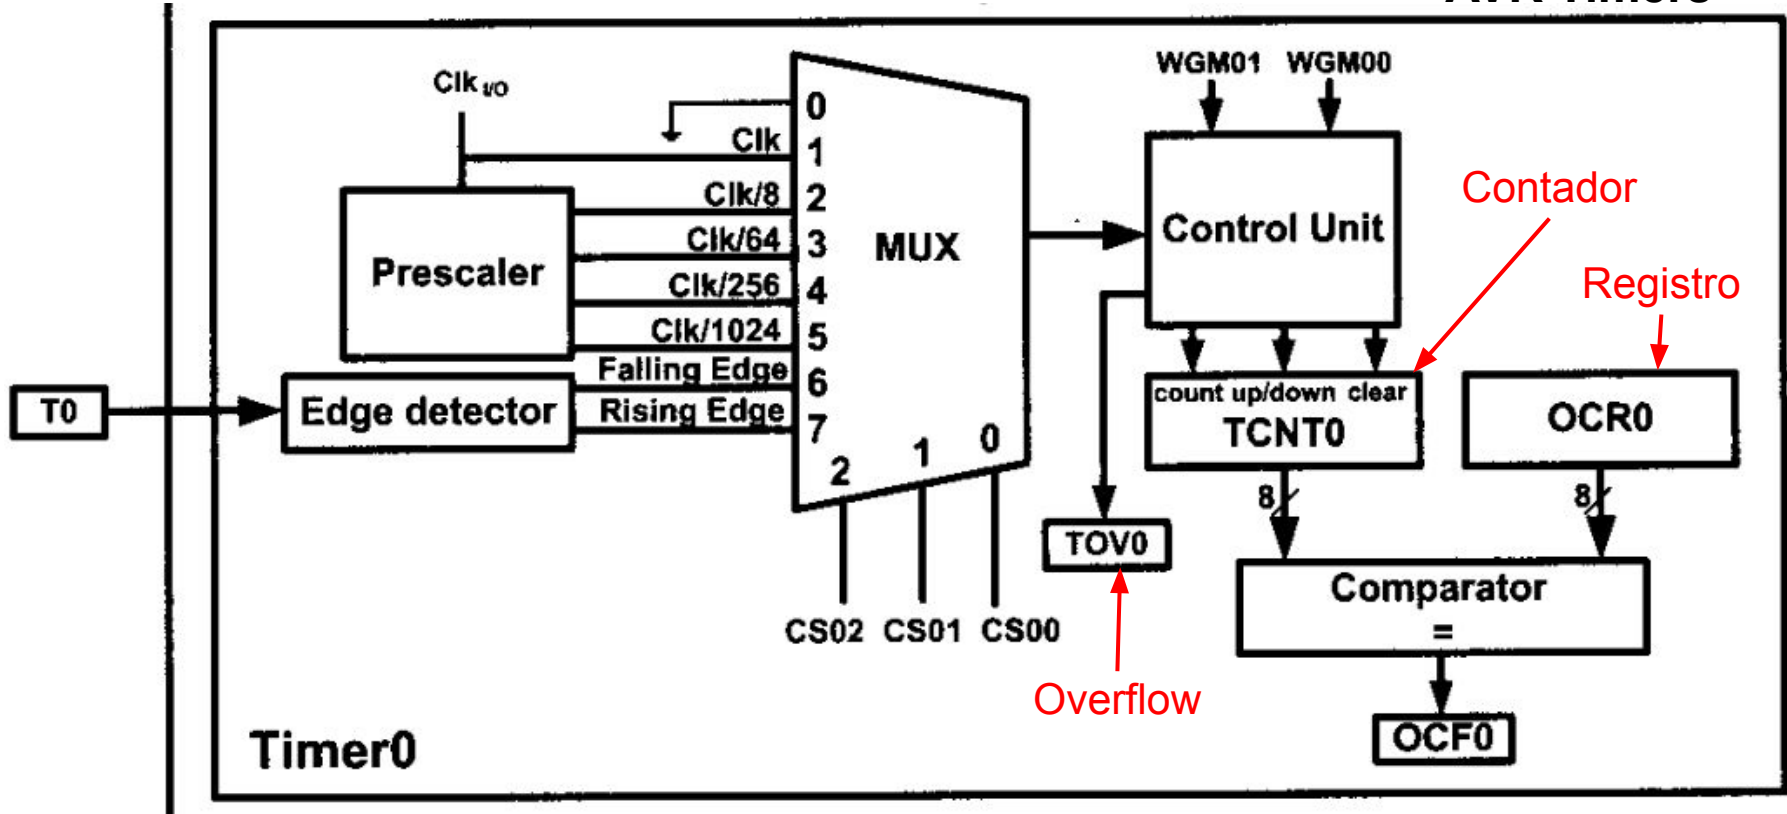 AVR Timers
WGM01 WGM00
Clk I/O
0
Clk 1
Clk/8 2
Clk/64 3
Clk/256 4
Clk/1024 5
Falling Edge 6
Rising Edge 7
Prescaler
MUX
Control Unit
Contador
Registro
T0
Edge detector
2 1 0
count up/down clear
TCNT0
OCR0
8 8
TOV0
Comparator
=
CS02 CS01 CS00
Overflow
OCF0
Timer0